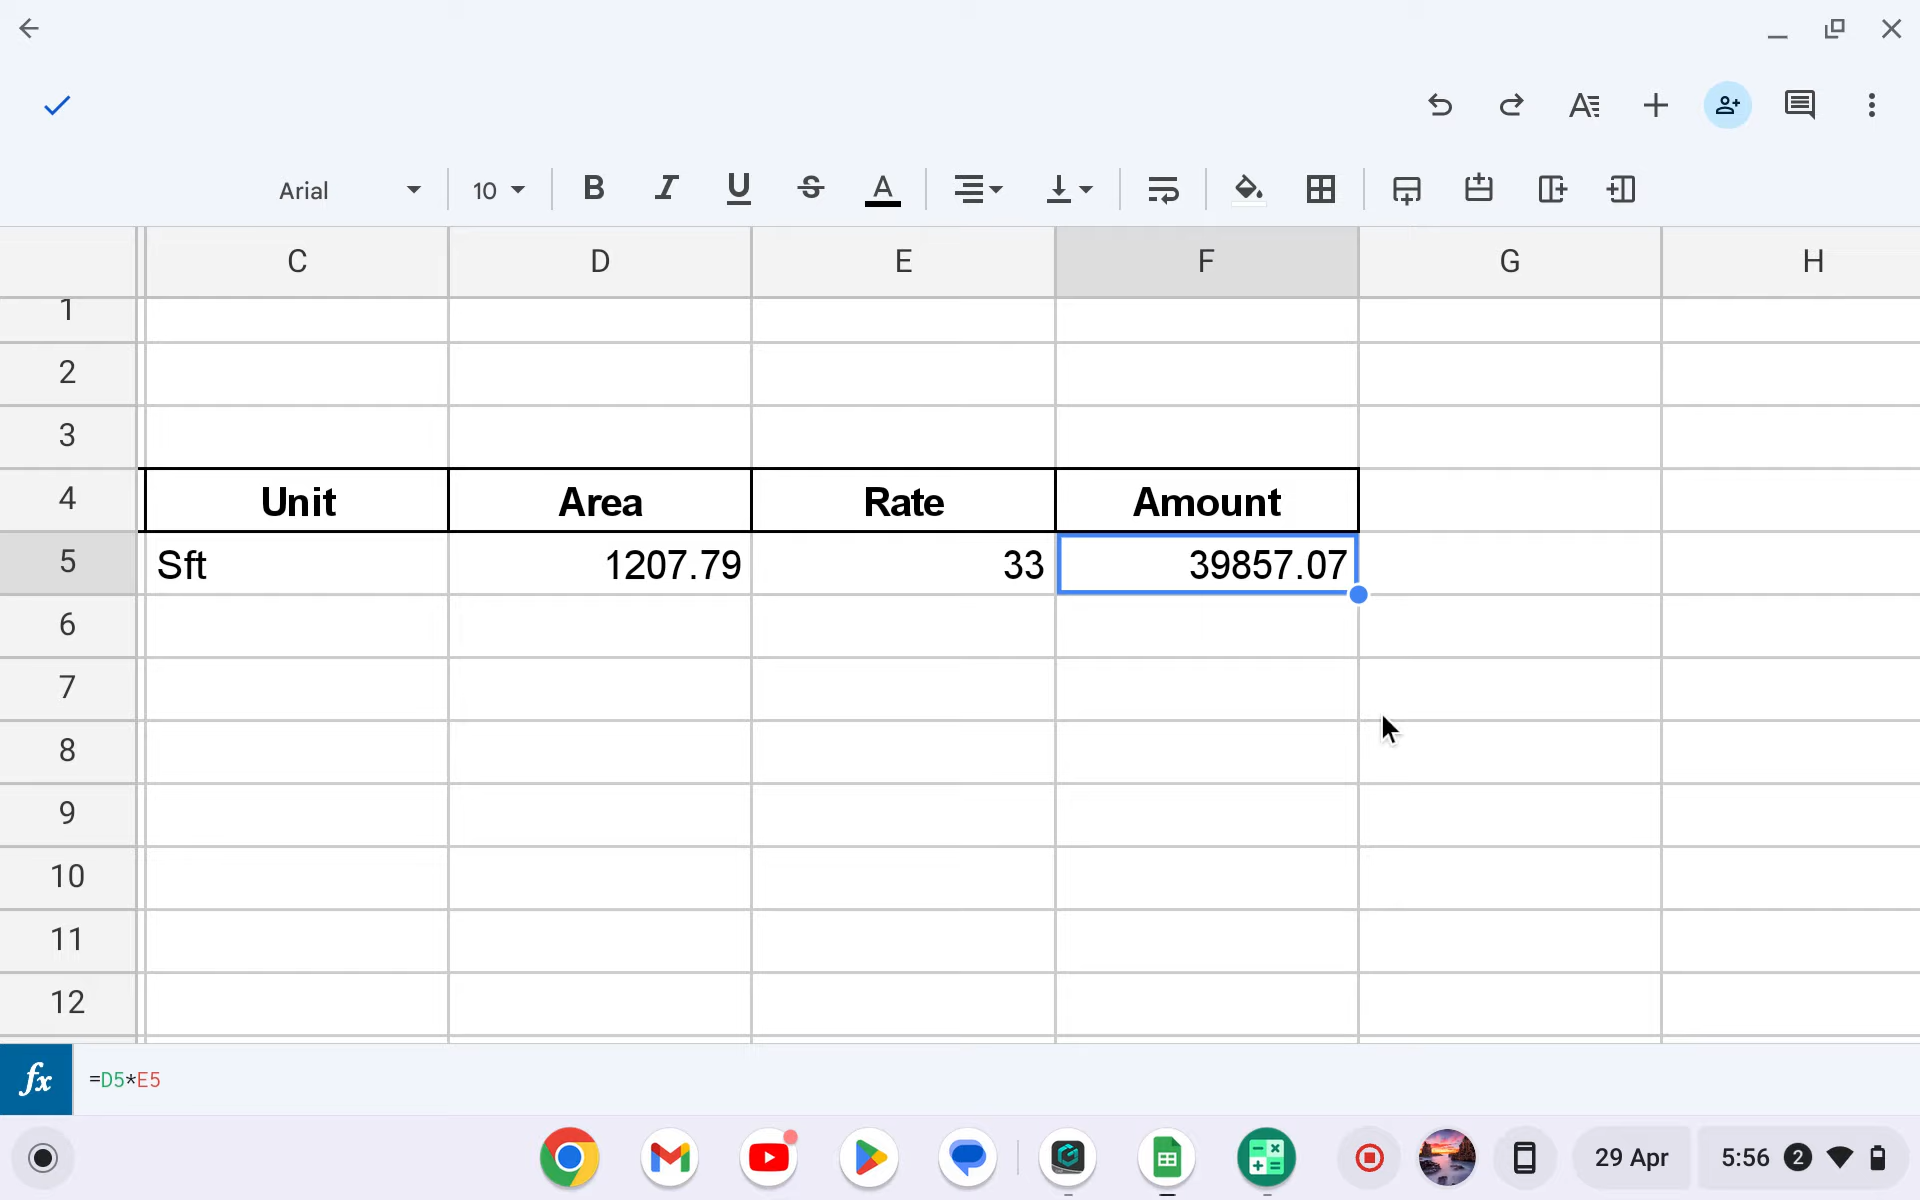 Arial 10 B I U S A
C D E F G H
1
2
3
4 Unit Area Rate Amount
5 Sft 1207.79 33 39857.07
6
7
8
9
10
11
12
fx =D5*E5
29 Apr 5:56 2